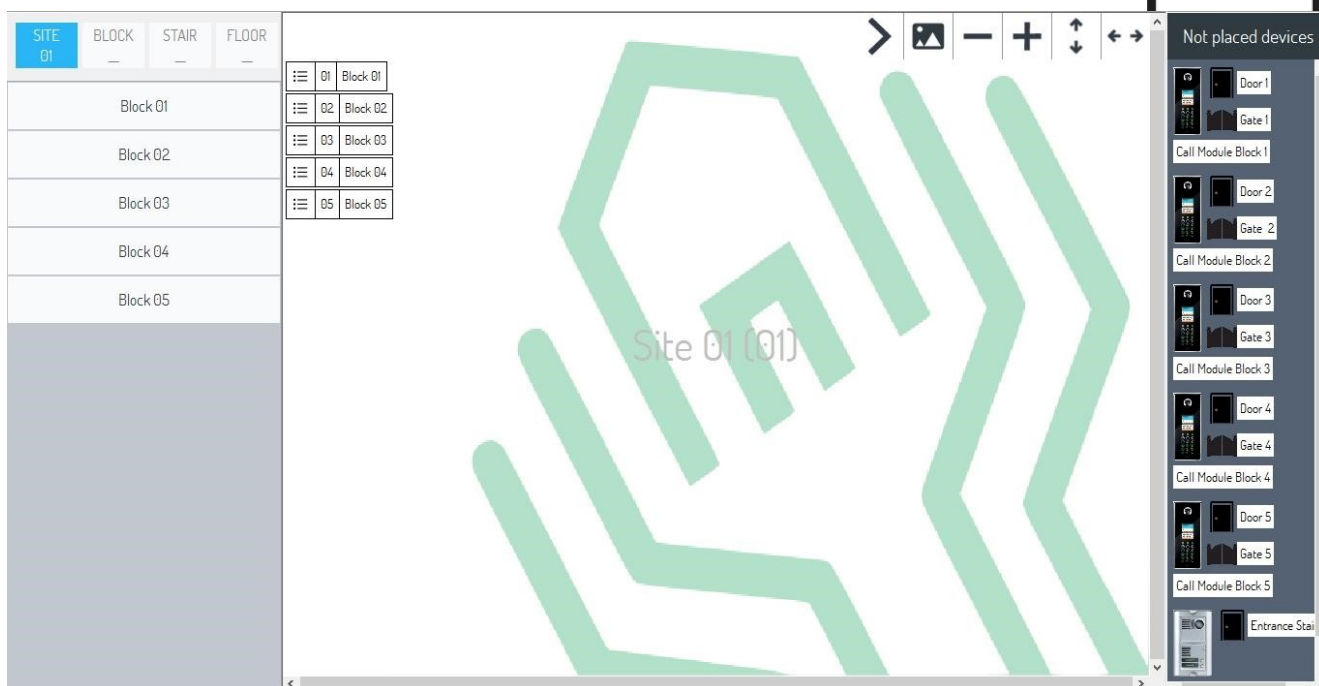 SITE
01
BLOCK
—
STAIR
—
FLOOR
—
Block 01
Block 02
Block 03
Block 04
Block 05
01 Block 01
02 Block 02
03 Block 03
04 Block 04
05 Block 05
Site 01 (01)
Not placed devices
Door 1
Gate 1
Call Module Block 1
Door 2
Gate 2
Call Module Block 2
Door 3
Gate 3
Call Module Block 3
Door 4
Gate 4
Call Module Block 4
Door 5
Gate 5
Call Module Block 5
Entrance Stai